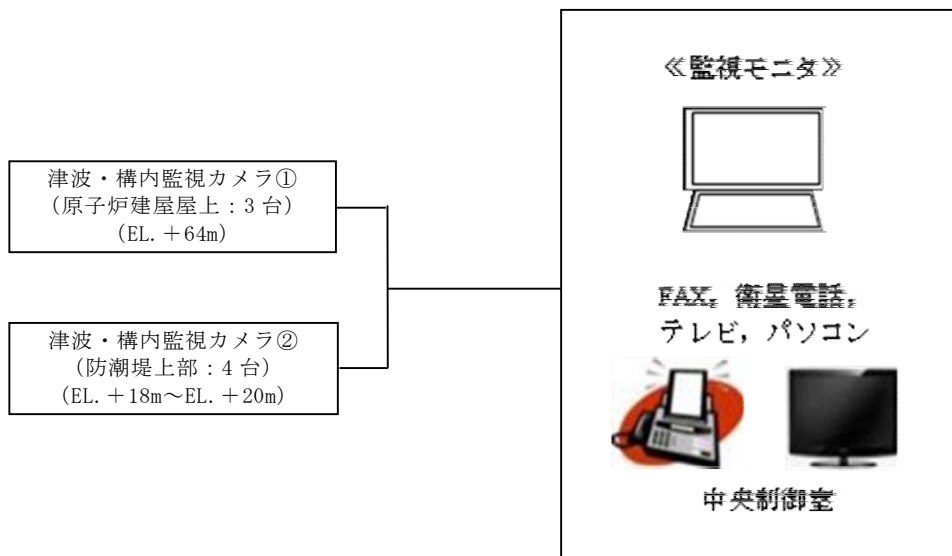 津波・構内監視カメラ①
(原子炉建屋屋上:3台)
(EL.+64m)
津波・構内監視カメラ②
(防潮堤上部:4台)
(EL.+18m～EL.+20m)
≪監視モニタ≫
FAX,衛星電話,
テレビ,パソコン
中央制御室